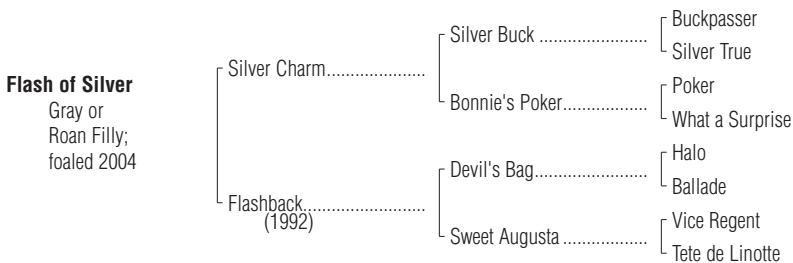 Flash of Silver
Gray or
Roan Filly;
foaled 2004
Silver Charm.....................
Flashback..........................
(1992)
Silver Buck .......................
Bonnie's Poker..................
Devil's Bag........................
Sweet Augusta ..................
Buckpasser
Silver True
Poker
What a Surprise
Halo
Ballade
Vice Regent
Tete de Linotte